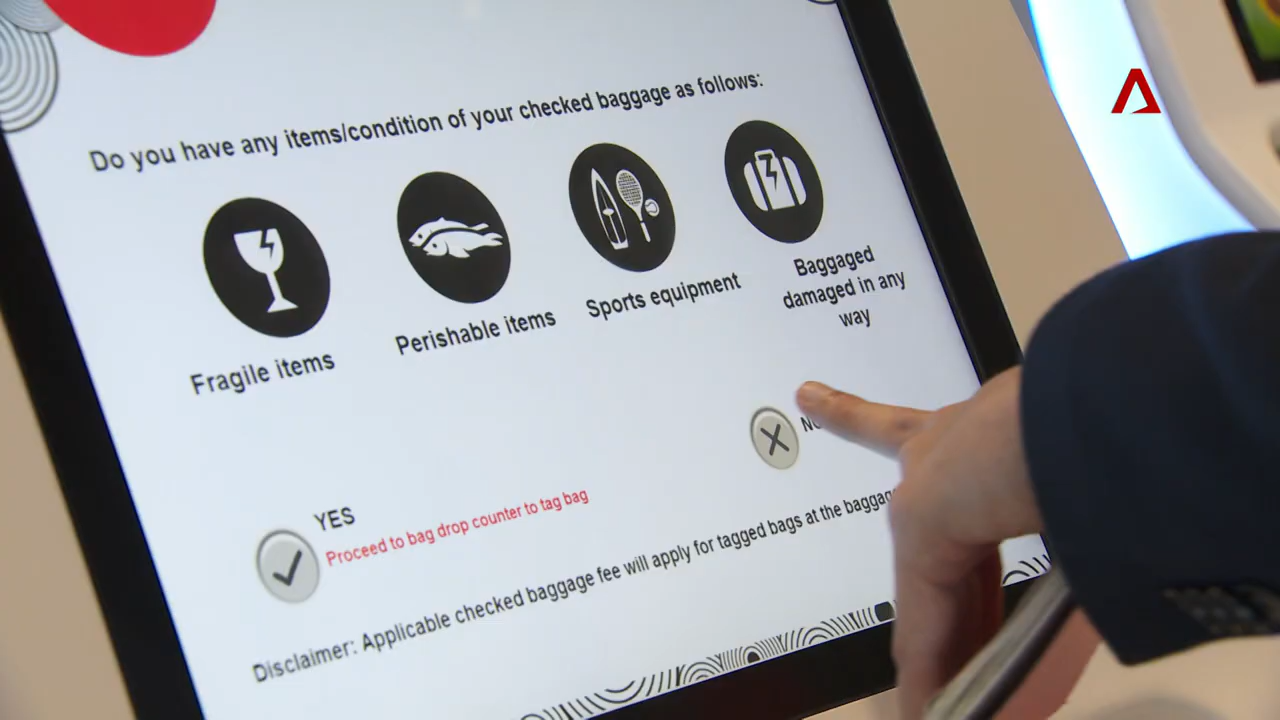 Do you have any items/condition of your checked baggage as follows:
Fragile items
Perishable items
Sports equipment
Baggaged
damaged in any
way
YES
Proceed to bag drop counter to tag bag
Disclaimer: Applicable checked baggage fee will apply for tagged bags at the